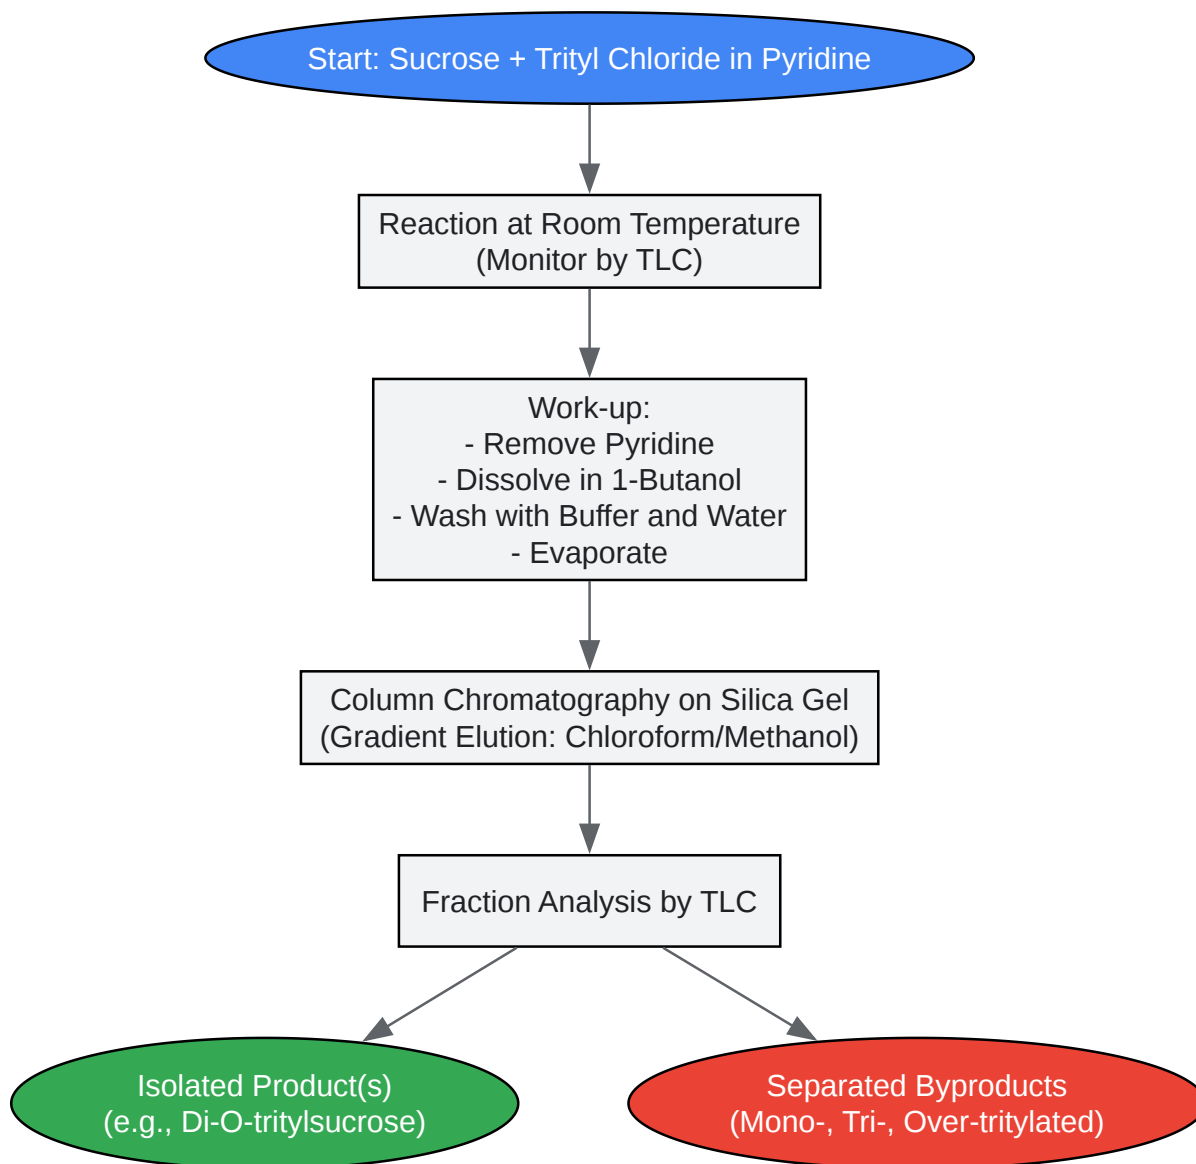 Start: Sucrose + Trityl Chloride in Pyridine
Reaction at Room Temperature
(Monitor by TLC)
Work-up:
- Remove Pyridine
- Dissolve in 1-Butanol
- Wash with Buffer and Water
- Evaporate
Column Chromatography on Silica Gel
(Gradient Elution: Chloroform/Methanol)
Fraction Analysis by TLC
Isolated Product(s)
(e.g., Di-O-tritylsucrose)
Separated Byproducts
(Mono-, Tri-, Over-tritylated)